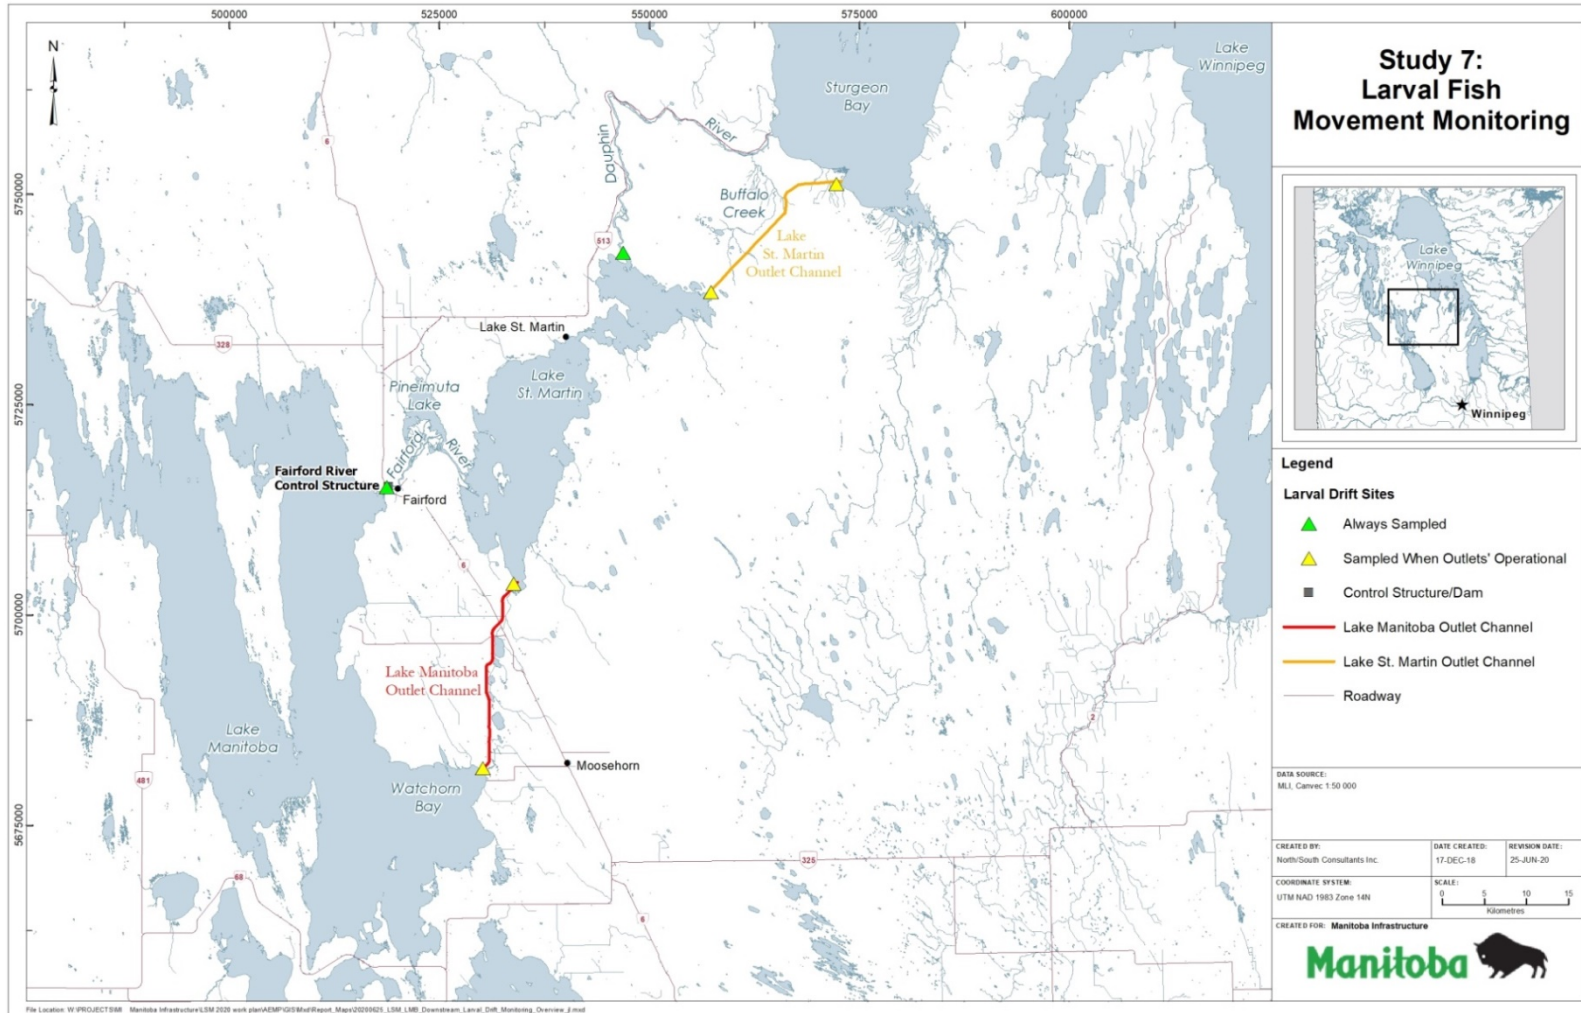 500000
525000
550000
575000
600000
N
Lake
Winnipeg
Sturgeon
Bay
River
Dauphin
6
5750000
Buffalo
Creek
513
Lake
St. Martin
Outlet Channel
Lake St. Martin
328
Lake
St. Martin
Pineimuta
Lake
5725000
Fairford
River
Fairford River
Control Structure
Fairford
6
5700000
Lake Manitoba
Outlet Channel
2
Lake
Manitoba
481
Moosehorn
Watchorn
Bay
5675000
325
68
6
Study 7:
Larval Fish
Movement Monitoring
Lake
Winnipeg
Winnipeg
Legend
Larval Drift Sites
Always Sampled
Sampled When Outlets' Operational
Control Structure/Dam
Lake Manitoba Outlet Channel
Lake St. Martin Outlet Channel
Roadway
DATA SOURCE:
MLI, Canvec 1:50 000
CREATED BY:
North/South Consultants Inc.
DATE CREATED:
17-DEC-18
REVISION DATE:
25-JUN-20
COORDINATE SYSTEM:
UTM NAD 1983 Zone 14N
SCALE:
0 5 10 15
Kilometres
CREATED FOR: Manitoba Infrastructure
Manitoba